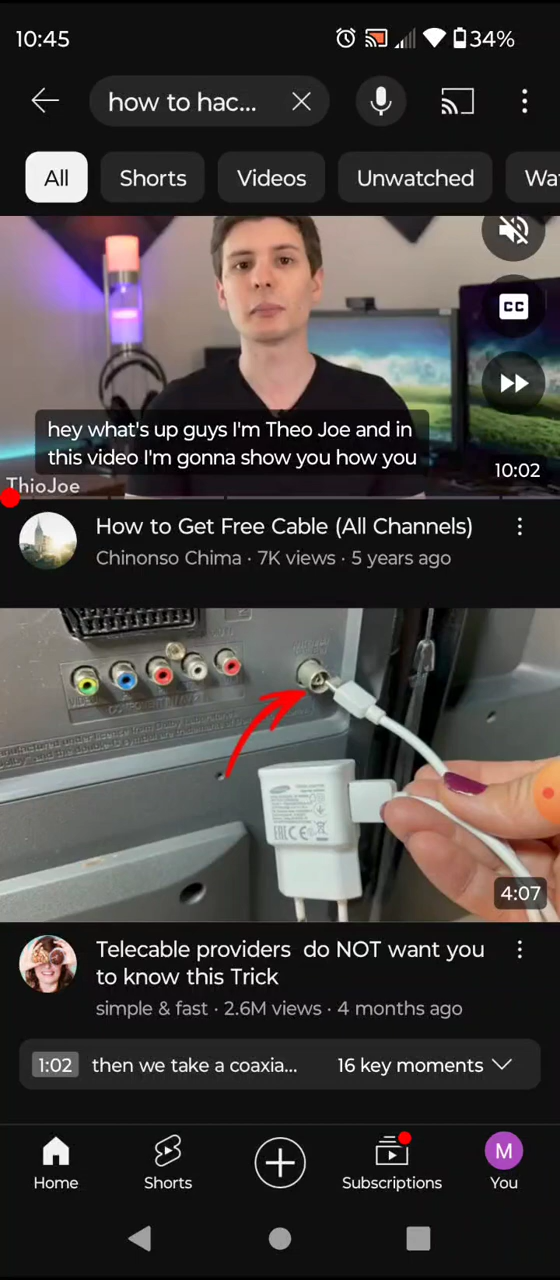 10:45
34%
how to hac...
All
Shorts
Videos
Unwatched
CC
hey what's up guys I'm Theo Joe and in
this video I'm gonna show you how you
10:02
ThioJoe
How to Get Free Cable (All Channels)
Chinonso Chima · 7K views · 5 years ago
VIDEO
4:07
Telecable providers do NOT want you
to know this Trick
simple & fast · 2.6M views · 4 months ago
1:02 then we take a coaxia... 16 key moments
Home
Shorts
Subscriptions
M
You